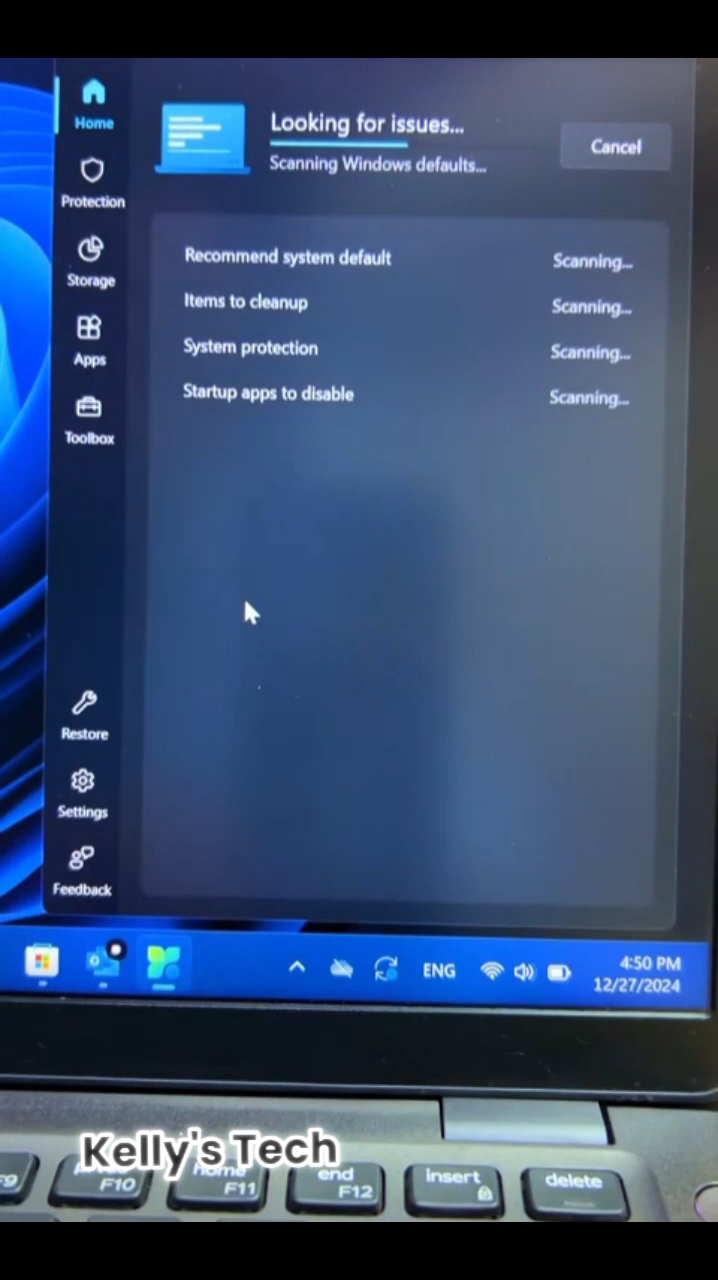 Home
Looking for issues...
Scanning Windows defaults...
Cancel
Protection
Storage
Apps
Toolbox
Recommend system default
Scanning...
Items to cleanup
Scanning...
System protection
Scanning...
Startup apps to disable
Scanning...
Restore
Settings
Feedback
ENG
4:50 PM
12/27/2024
Kelly's Tech
F9
F10
home
F11
end
F12
insert
delete